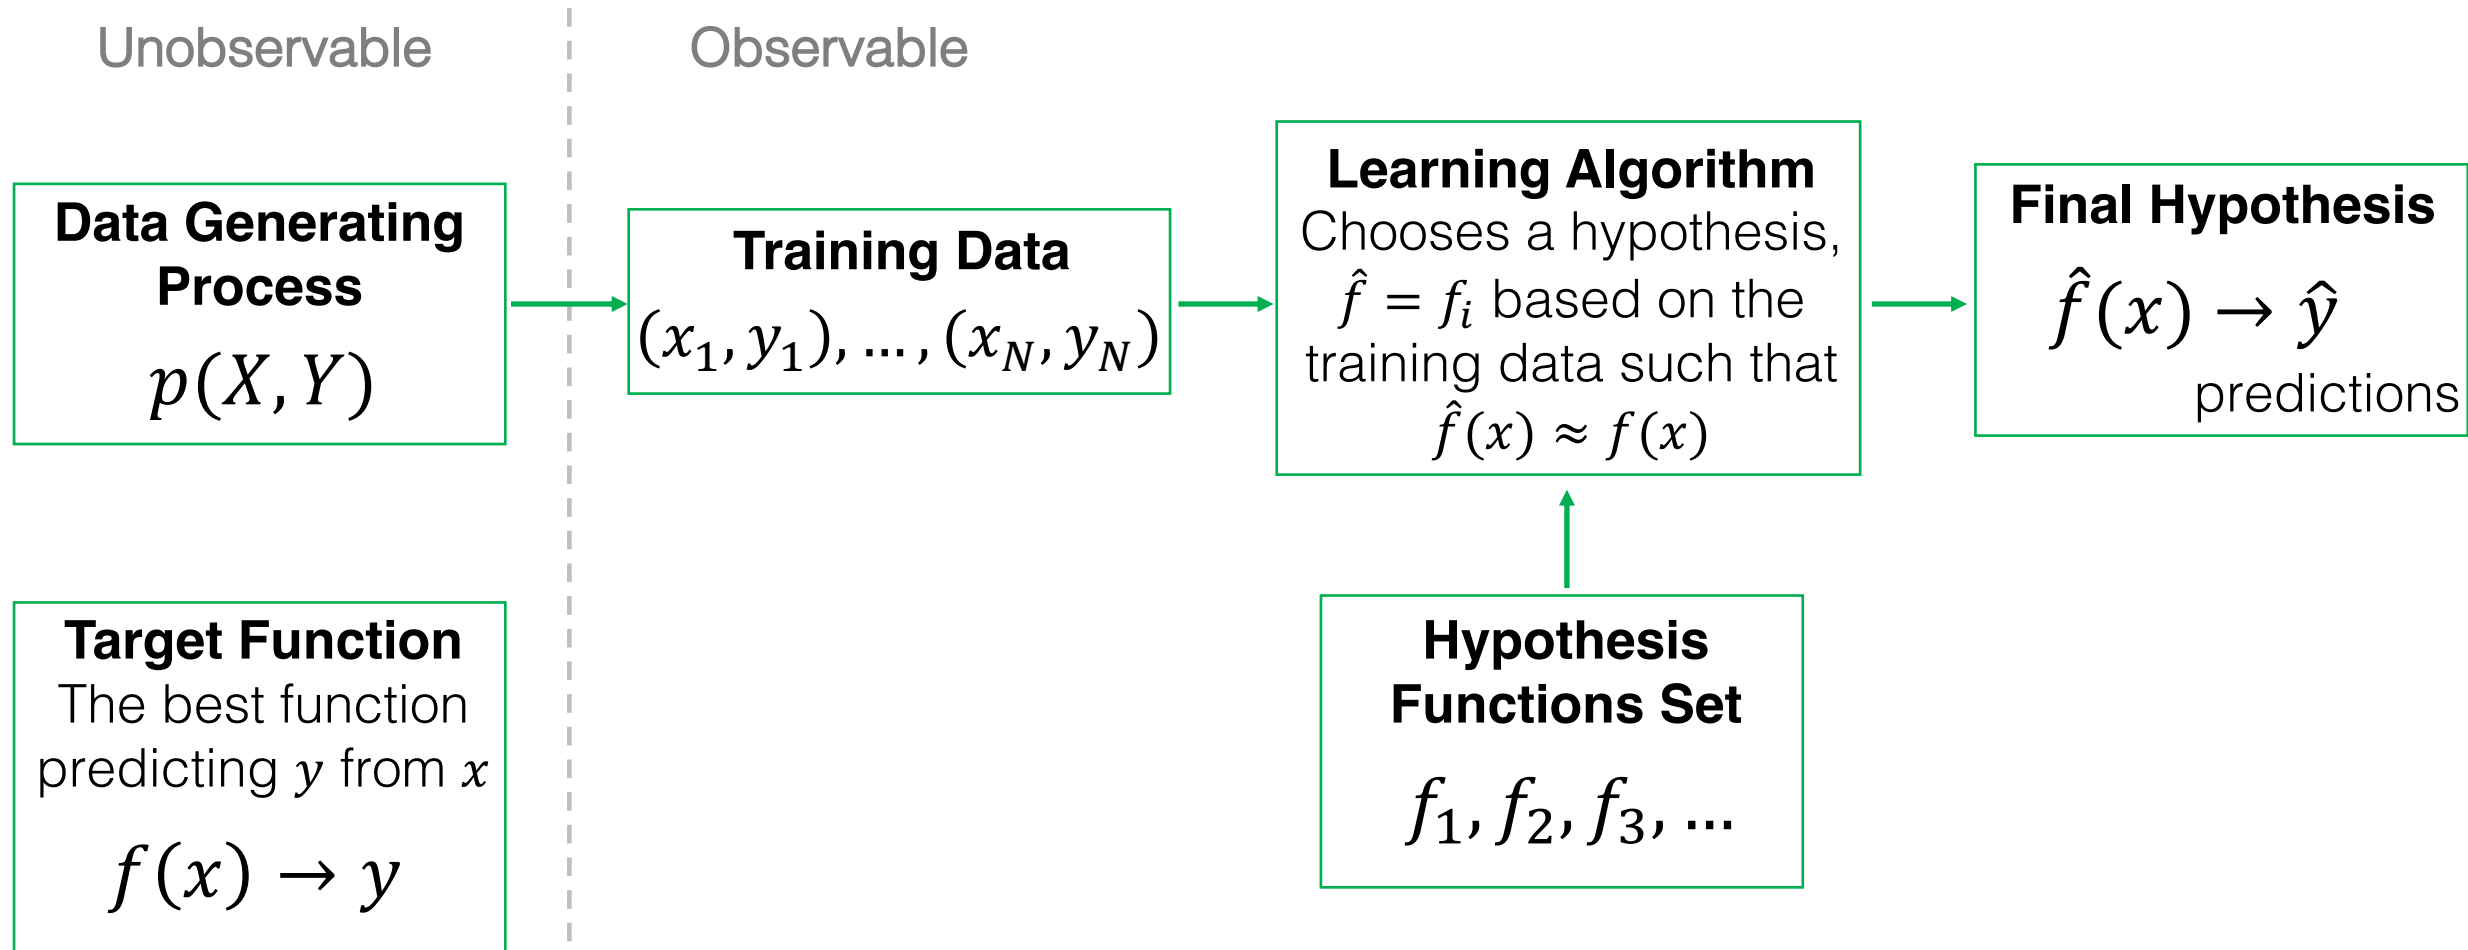 Unobservable
Observable
Data Generating
Process
p(X, Y)
Training Data
(x₁, y₁), … , (x_N, y_N)
Learning Algorithm
Chooses a hypothesis,
f̂ = fᵢ based on the
training data such that
f̂(x) ≈ f(x)
Final Hypothesis
f̂(x) → ŷ
predictions
Target Function
The best function
predicting y from x
f(x) → y
Hypothesis
Functions Set
f₁, f₂, f₃, …